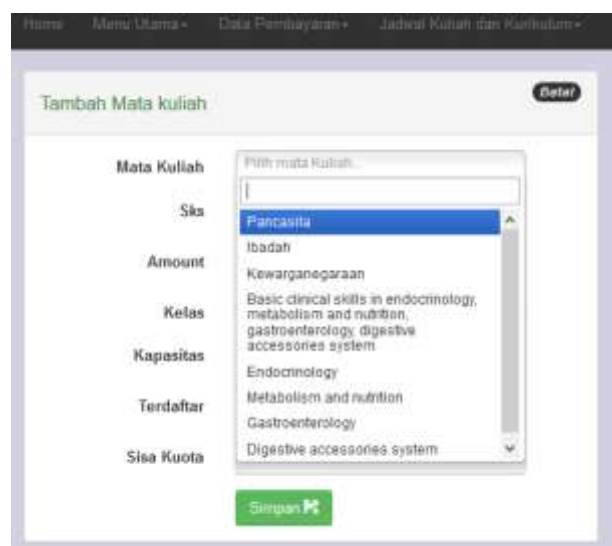 Home Menu Utama Data Pembayaran Jadwal Kuliah dan Kurikulum
Tambah Mata kuliah
Batal
Mata Kuliah
Pilih mata Kuliah...
Sks
Pancasila
Ibadah
Amount
Kewarganegaraan
Basic clinical skills in endocrinology,
Kelas
metabolism and nutrition,
gastroenterology, digestive
accessories system
Kapasitas
Endocrinology
Metabolism and nutrition
Terdaftar
Gastroenterology
Digestive accessories system
Sisa Kuota
Simpan